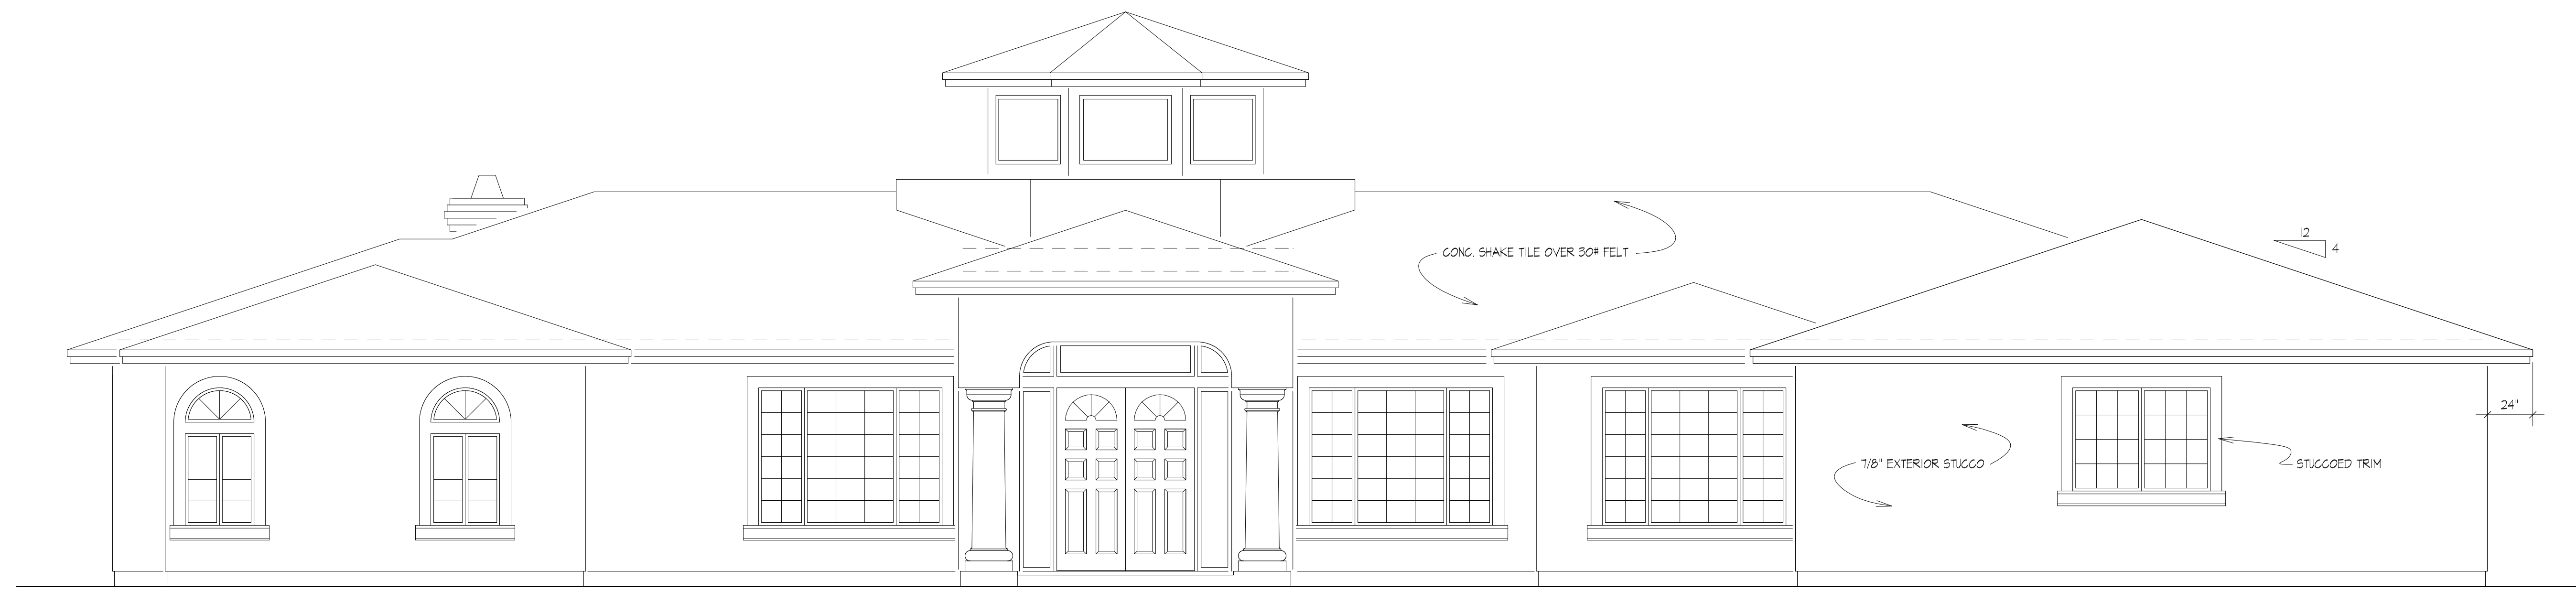 12
4
CONC. SHAKE TILE OVER 30# FELT
24"
7/8" EXTERIOR STUCCO
STUCCOED TRIM